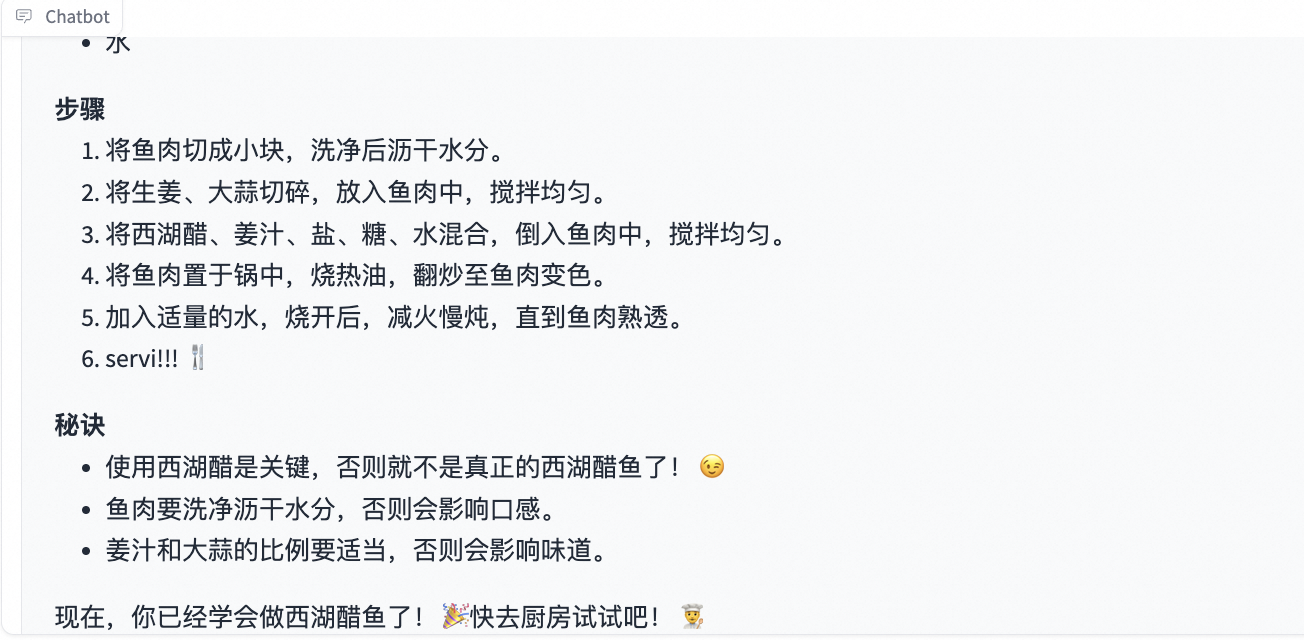 Chatbot
• 水
步骤
1. 将鱼肉切成小块，洗净后沥干水分。
2. 将生姜、大蒜切碎，放入鱼肉中，搅拌均匀。
3. 将西湖醋、姜汁、盐、糖、水混合，倒入鱼肉中，搅拌均匀。
4. 将鱼肉置于锅中，烧热油，翻炒至鱼肉变色。
5. 加入适量的水，烧开后，减火慢炖，直到鱼肉熟透。
6. servi!!! 🍴
秘诀
• 使用西湖醋是关键，否则就不是真正的西湖醋鱼了！ 😉
• 鱼肉要洗净沥干水分，否则会影响口感。
• 姜汁和大蒜的比例要适当，否则会影响味道。
现在，你已经学会做西湖醋鱼了！ 🎉快去厨房试试吧！ 👨‍🍳